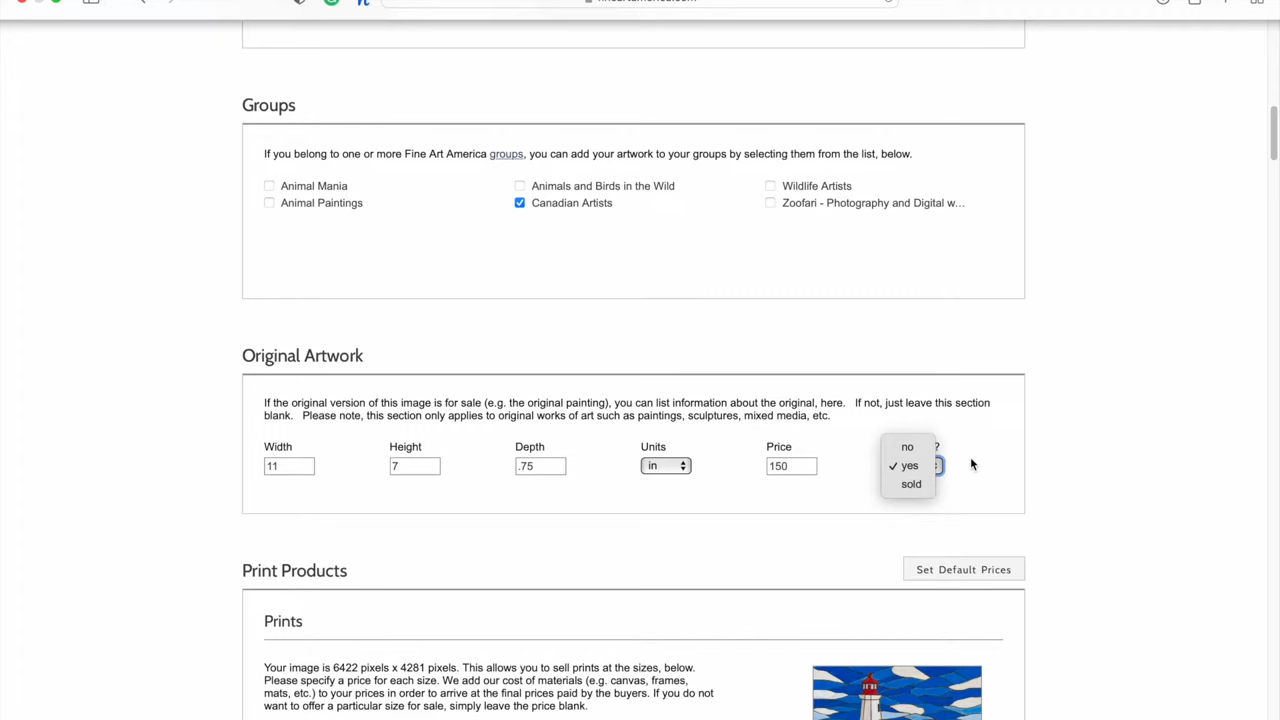 Groups
If you belong to one or more Fine Art America groups, you can add your artwork to your groups by selecting them from the list, below.
Animal Mania
Animals and Birds in the Wild
Wildlife Artists
Animal Paintings
Canadian Artists
Zoofari - Photography and Digital w...
Original Artwork
If the original version of this image is for sale (e.g. the original painting), you can list information about the original, here. If not, just leave this section
blank. Please note, this section only applies to original works of art such as paintings, sculptures, mixed media, etc.
Width Height Depth Units Price ?
11 7 .75 in 150
no
✓ yes
sold
Print Products
Set Default Prices
Prints
Your image is 6422 pixels x 4281 pixels. This allows you to sell prints at the sizes, below.
Please specify a price for each size. We add our cost of materials (e.g. canvas, frames,
mats, etc.) to your prices in order to arrive at the final prices paid by the buyers. If you do not
want to offer a particular size for sale, simply leave the price blank.